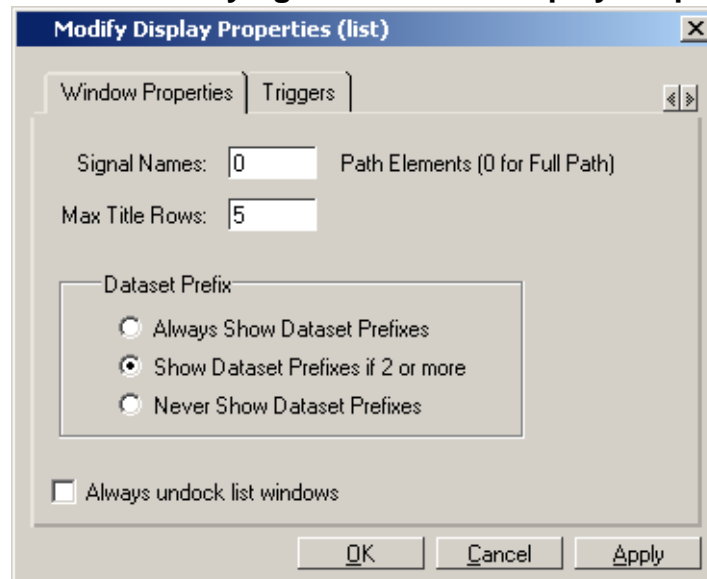 Modify Display Properties (list)
Window Properties Triggers
Signal Names: 0 Path Elements (0 for Full Path)
Max Title Rows: 5
Dataset Prefix
Always Show Dataset Prefixes
Show Dataset Prefixes if 2 or more
Never Show Dataset Prefixes
Always undock list windows
OK Cancel Apply